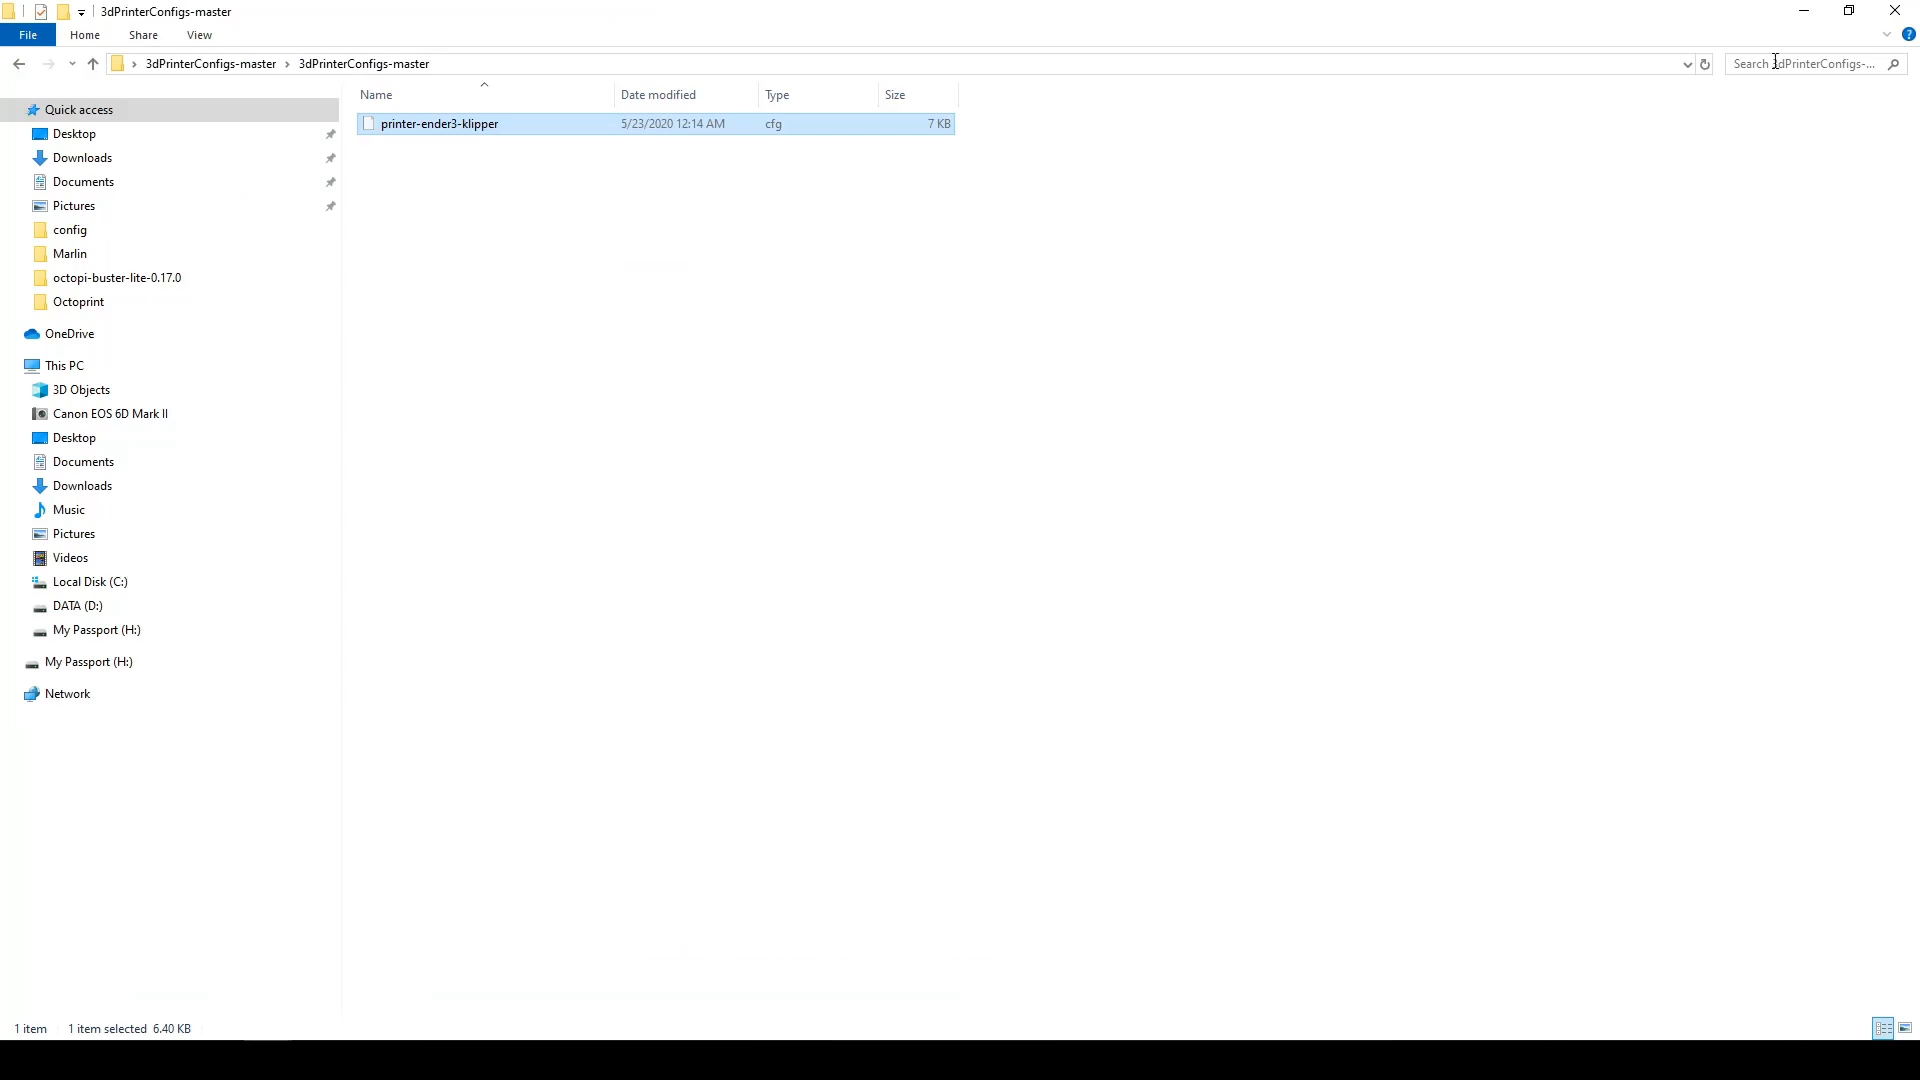 3dPrinterConfigs-master
File Home Share View
3dPrinterConfigs-master › 3dPrinterConfigs-master
Search 3dPrinterConfigs-...
Name Date modified Type Size
printer-ender3-klipper 5/23/2020 12:14 AM cfg 7 KB
Quick access
Desktop
Downloads
Documents
Pictures
config
Marlin
octopi-buster-lite-0.17.0
Octoprint
OneDrive
This PC
3D Objects
Canon EOS 6D Mark II
Desktop
Documents
Downloads
Music
Pictures
Videos
Local Disk (C:)
DATA (D:)
My Passport (H:)
My Passport (H:)
Network
1 item 1 item selected 6.40 KB